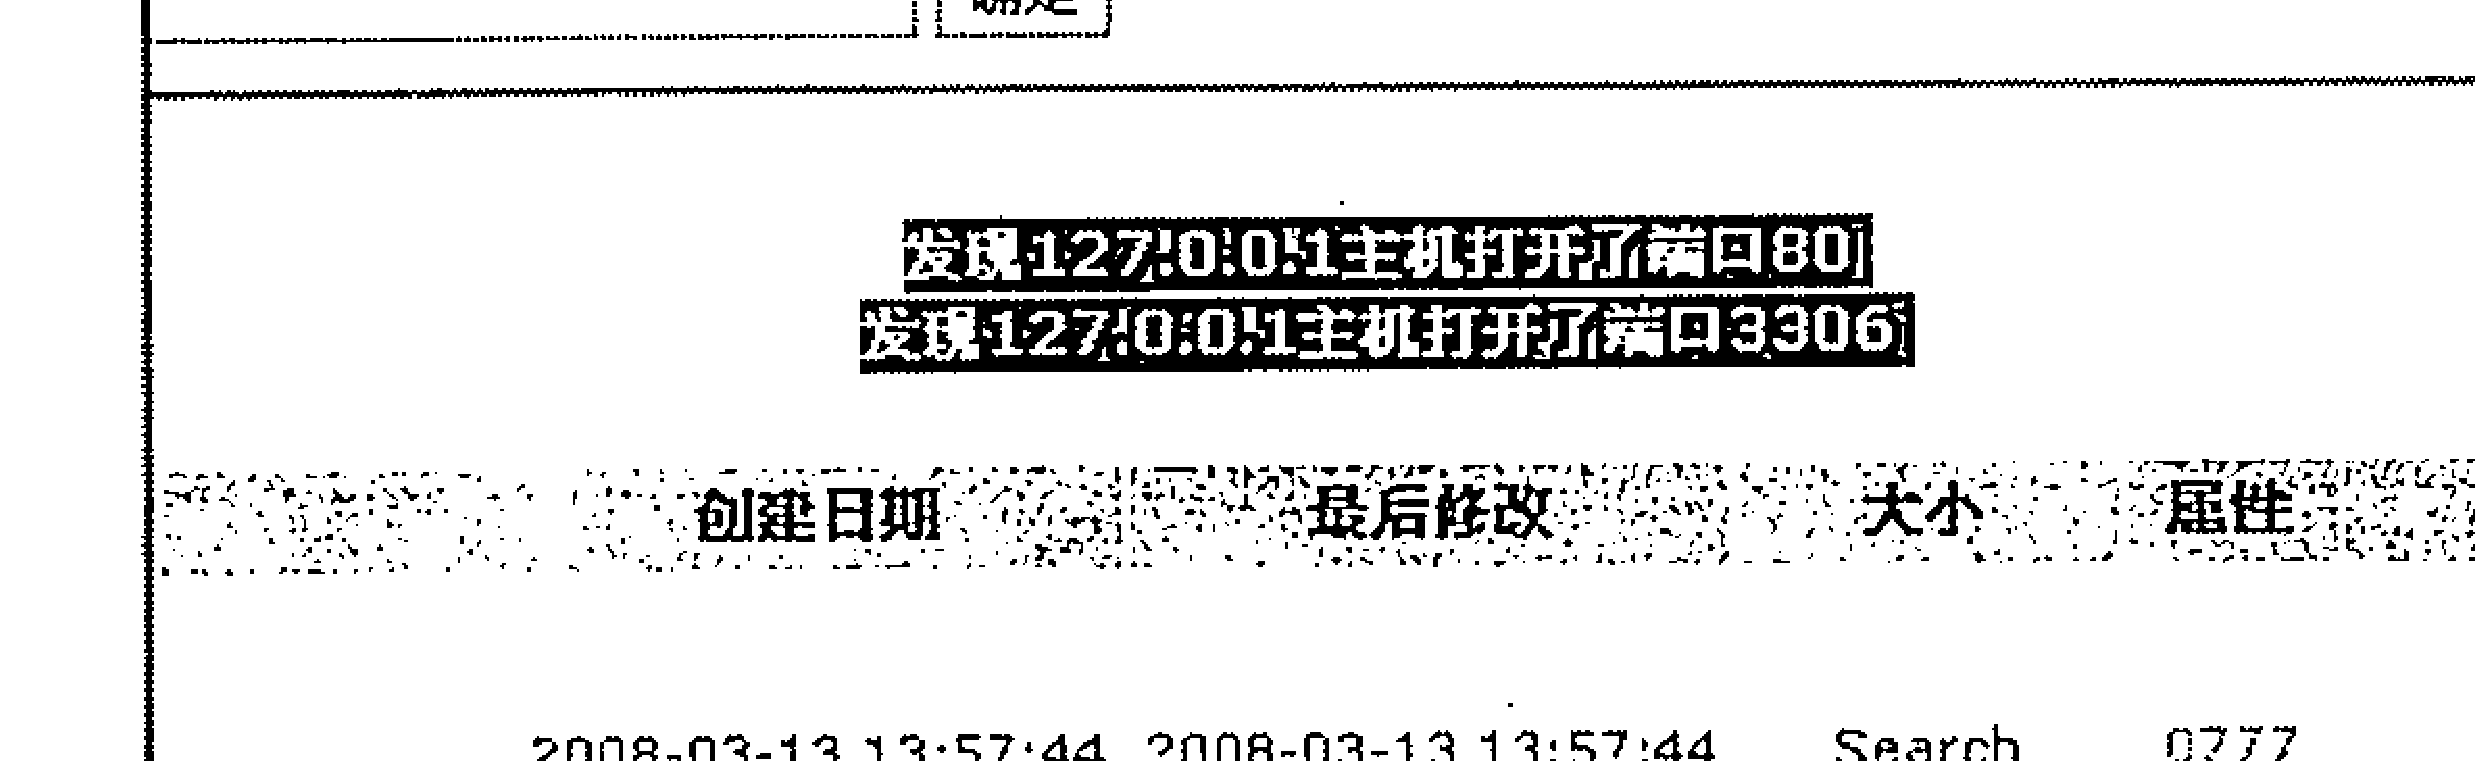 确定
发现127.0.0.1主机打开了端口80
发现127.0.0.1主机打开了端口3306
创建日期 最后修改 大小 属性
2008-03-13 13:57:44 2008-03-13 13:57:44 Search 0777